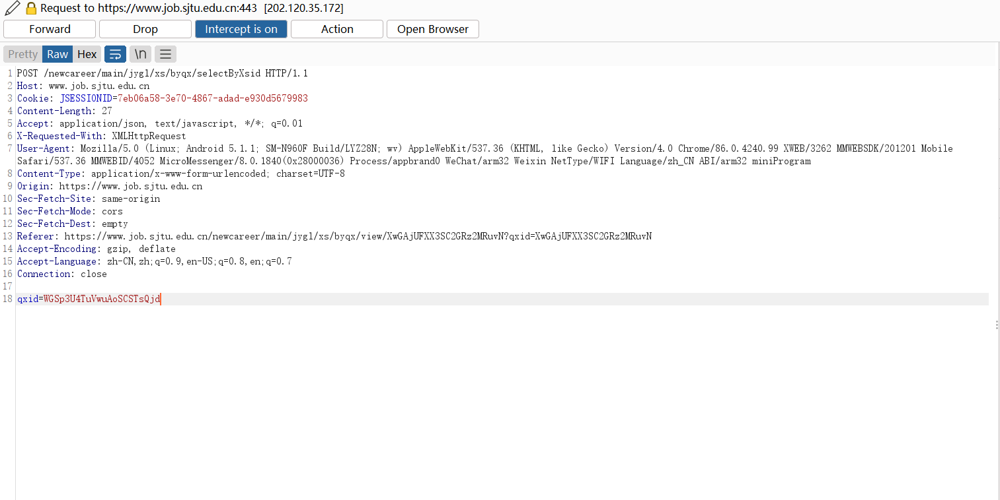 Request to https://www.job.sjtu.edu.cn:443 [202.120.35.172]
Forward Drop Intercept is on Action Open Browser
Pretty Raw Hex \n
1 POST /newcareer/main/jygl/xs/byqx/selectByXsid HTTP/1.1
2 Host: www.job.sjtu.edu.cn
3 Cookie: JSESSIONID=7eb06a58-3e70-4867-adad-e930d5679983
4 Content-Length: 27
5 Accept: application/json, text/javascript, */*; q=0.01
6 X-Requested-With: XMLHttpRequest
7 User-Agent: Mozilla/5.0 (Linux; Android 5.1.1; SM-N960F Build/LYZ28N; wv) AppleWebKit/537.36 (KHTML, like Gecko) Version/4.0 Chrome/86.0.4240.99 XWEB/3262 MMWEBSDK/201201 Mobile
Safari/537.36 MMWEBID/4052 MicroMessenger/8.0.1840(0x28000036) Process/appbrand0 WeChat/arm32 Weixin NetType/WIFI Language/zh_CN ABI/arm32 miniProgram
8 Content-Type: application/x-www-form-urlencoded; charset=UTF-8
9 Origin: https://www.job.sjtu.edu.cn
10 Sec-Fetch-Site: same-origin
11 Sec-Fetch-Mode: cors
12 Sec-Fetch-Dest: empty
13 Referer: https://www.job.sjtu.edu.cn/newcareer/main/jygl/xs/byqx/view/XwGAjUFXX3SC2GRz2MRuvN?qxid=XwGAjUFXX3SC2GRz2MRuvN
14 Accept-Encoding: gzip, deflate
15 Accept-Language: zh-CN,zh;q=0.9,en-US;q=0.8,en;q=0.7
16 Connection: close
17
18 qxid=WGSp3U4TuVwuAoSCSTsQjd